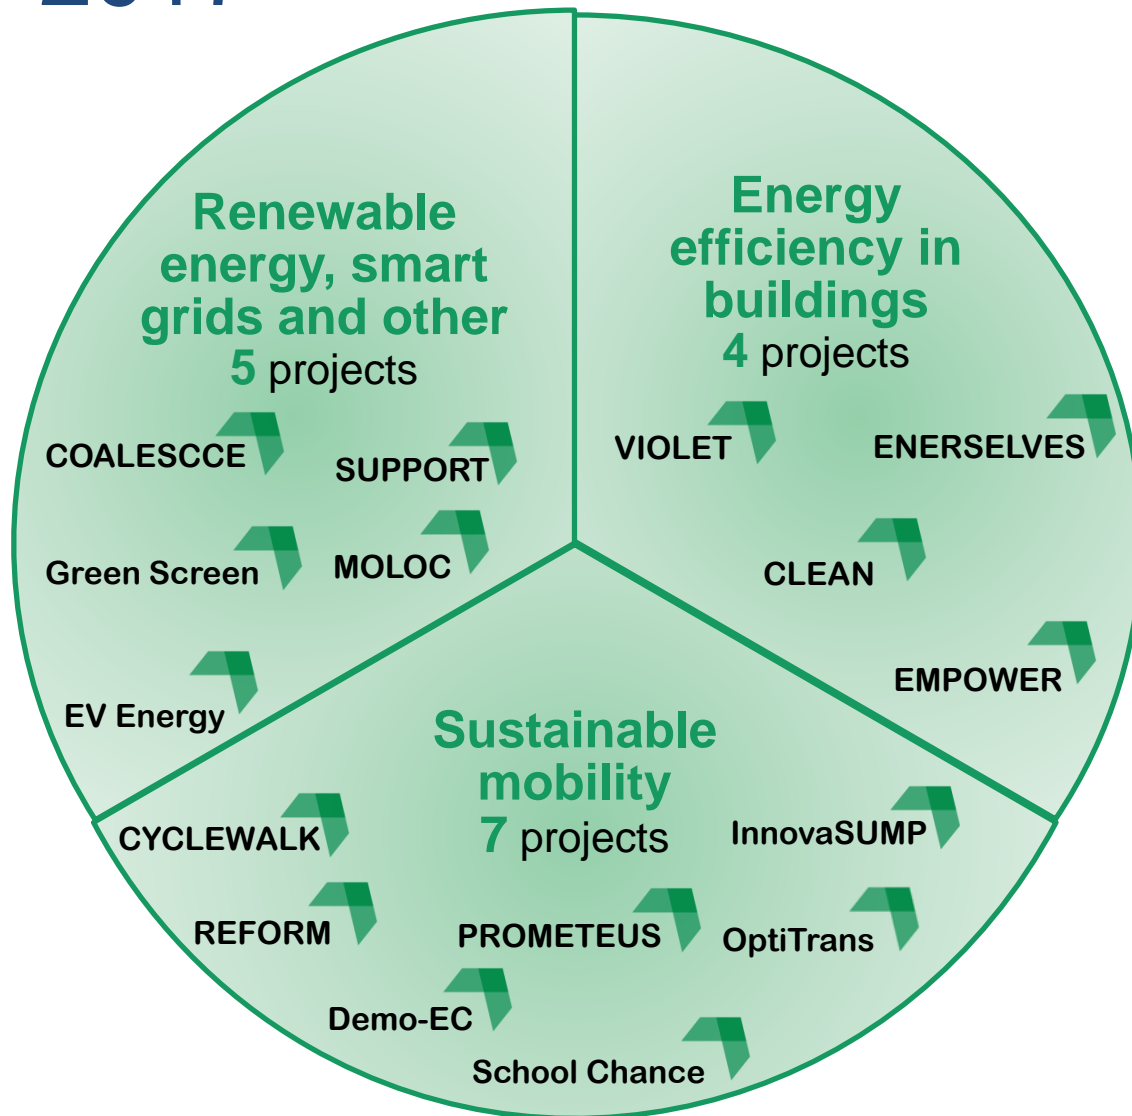 Renewable
energy, smart
grids and other
5 projects
COALESCCE
SUPPORT
Green Screen
MOLOC
EV Energy
Energy
efficiency in
buildings
4 projects
VIOLET
ENERSELVES
CLEAN
EMPOWER
Sustainable
mobility
7 projects
CYCLEWALK
InnovaSUMP
REFORM
PROMETEUS
OptiTrans
Demo-EC
School Chance